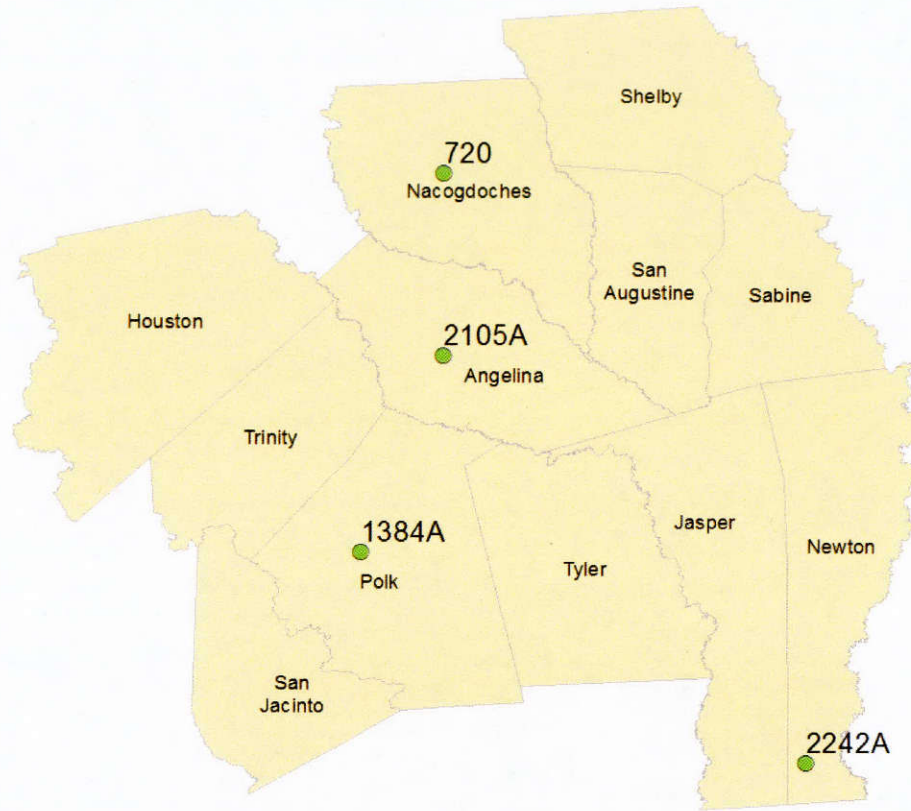 Shelby
720
Nacogdoches
San
Augustine
Sabine
Houston
2105A
Angelina
Trinity
1384A
Polk
Tyler
Jasper
Newton
San
Jacinto
2242A